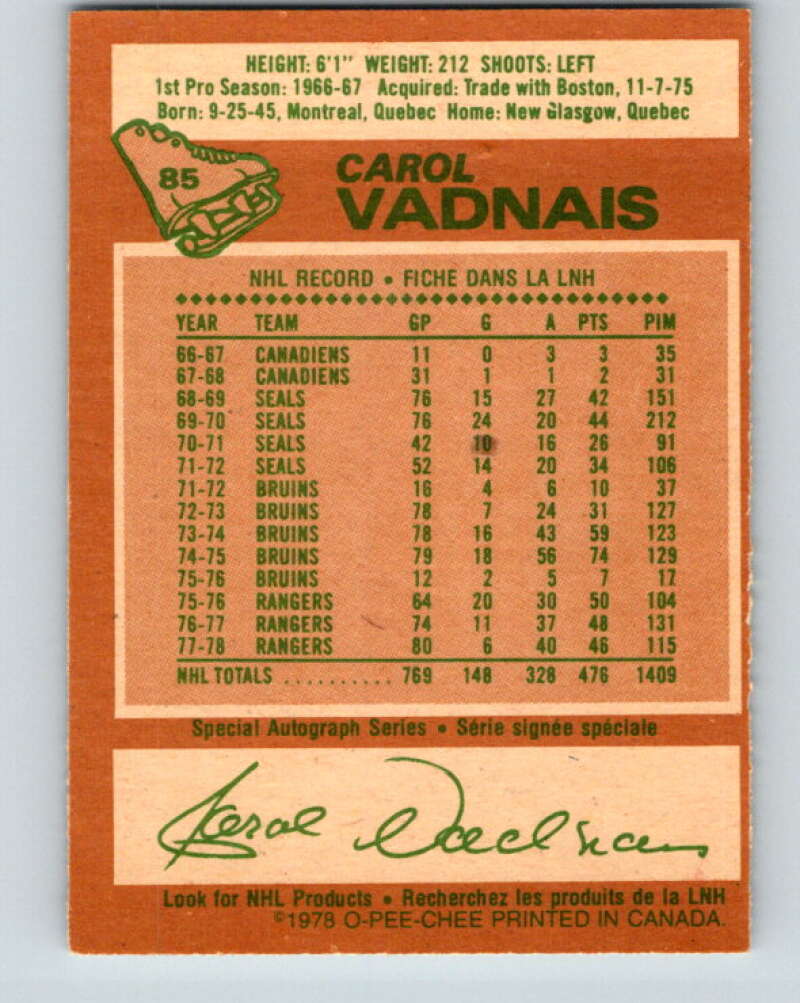 HEIGHT: 6'1" WEIGHT: 212 SHOOTS: LEFT
1st Pro Season: 1966-67 Acquired: Trade with Boston, 11-7-75
Born: 9-25-45, Montreal, Quebec Home: New Glasgow, Quebec
85
CAROL
VADNAIS
NHL RECORD • FICHE DANS LA LNH
YEAR TEAM GP G A PTS PIM
66-67 CANADIENS 11 0 3 3 35
67-68 CANADIENS 31 1 1 2 31
68-69 SEALS 76 15 27 42 151
69-70 SEALS 76 24 20 44 212
70-71 SEALS 42 10 16 26 91
71-72 SEALS 52 14 20 34 106
71-72 BRUINS 16 4 6 10 37
72-73 BRUINS 78 7 24 31 127
73-74 BRUINS 78 16 43 59 123
74-75 BRUINS 79 18 56 74 129
75-76 BRUINS 12 2 5 7 17
75-76 RANGERS 64 20 30 50 104
76-77 RANGERS 74 11 37 48 131
77-78 RANGERS 80 6 40 46 115
NHL TOTALS .......... 769 148 328 476 1409
Special Autograph Series • Série signée spéciale
Carol Vadnais
Look for NHL Products • Recherchez les produits de la LNH
©1978 O-PEE-CHEE PRINTED IN CANADA.